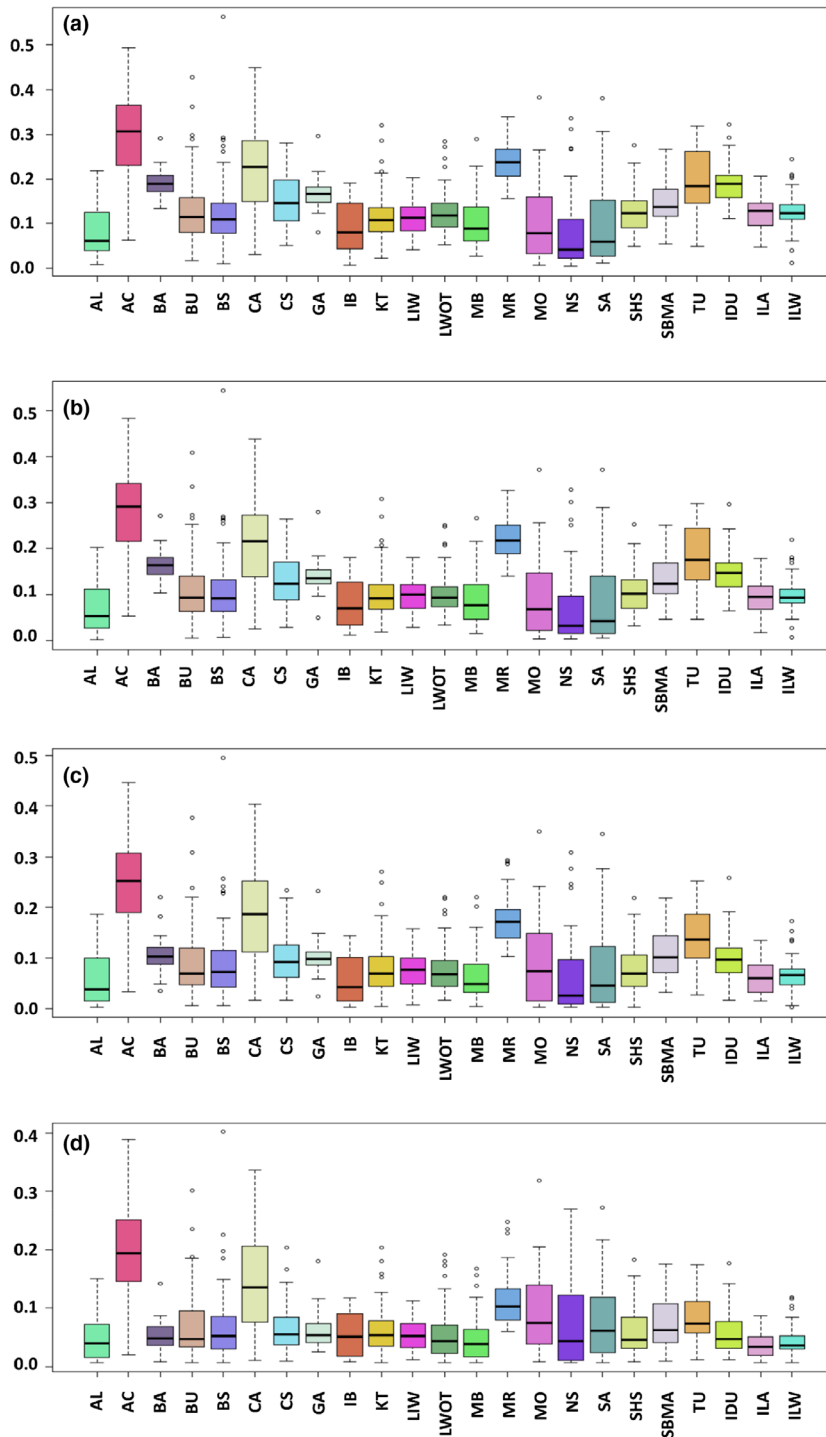 (a)
0.5
0.4
0.3
0.2
0.1
0.0
AL AC BA BU BS CA CS GA IB KT LIW LWOT MB MR MO NS SA SHS SBMA TU IDU ILA ILW
(b)
0.5
0.4
0.3
0.2
0.1
0.0
AL AC BA BU BS CA CS GA IB KT LIW LWOT MB MR MO NS SA SHS SBMA TU IDU ILA ILW
(c)
0.5
0.4
0.3
0.2
0.1
0.0
AL AC BA BU BS CA CS GA IB KT LIW LWOT MB MR MO NS SA SHS SBMA TU IDU ILA ILW
(d)
0.4
0.3
0.2
0.1
0.0
AL AC BA BU BS CA CS GA IB KT LIW LWOT MB MR MO NS SA SHS SBMA TU IDU ILA ILW